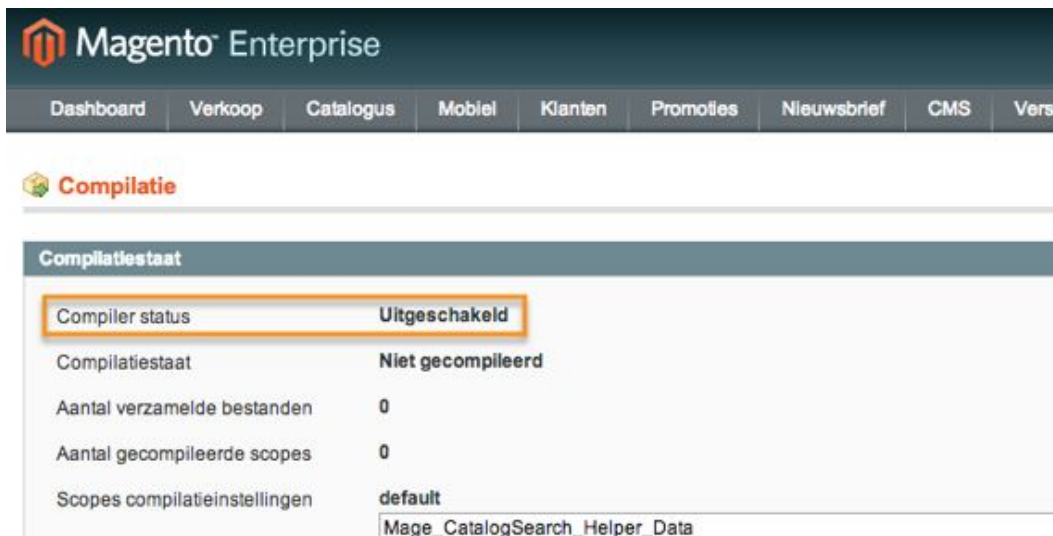 Magento Enterprise
Dashboard Verkoop Catalogus Mobiel Klanten Promoties Nieuwsbrief CMS Vers
Compilatie
Compilatiestaat
Compiler status Uitgeschakeld
Compilatiestaat Niet gecompileerd
Aantal verzamelde bestanden 0
Aantal gecompileerde scopes 0
Scopes compilatieinstellingen default
Mage_CatalogSearch_Helper_Data